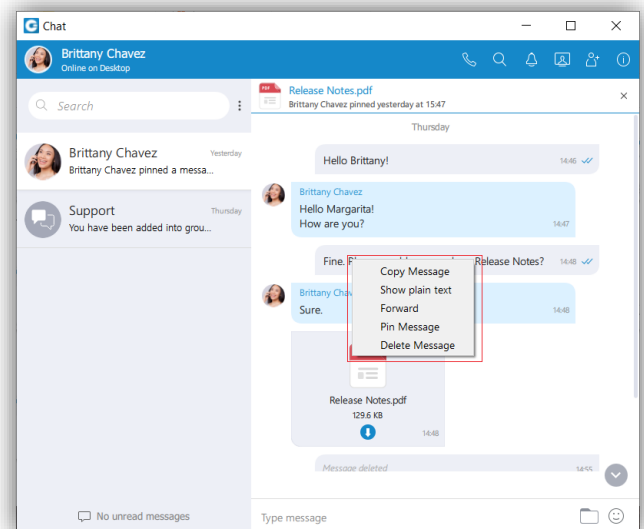 Chat
Brittany Chavez
Online on Desktop
Search
Brittany Chavez
Yesterday
Brittany Chavez pinned a messa...
Support
Thursday
You have been added into grou...
No unread messages
PDF
Release Notes.pdf
Brittany Chavez pinned yesterday at 15:47
Thursday
Hello Brittany!
14:46
Brittany Chavez
Hello Margarita!
How are you?
14:47
Fine.
Release Notes?
14:48
Copy Message
Show plain text
Forward
Pin Message
Delete Message
Brittany
Sure.
14:48
Release Notes.pdf
129.6 KB
14:48
Message deleted
14:55
Type message